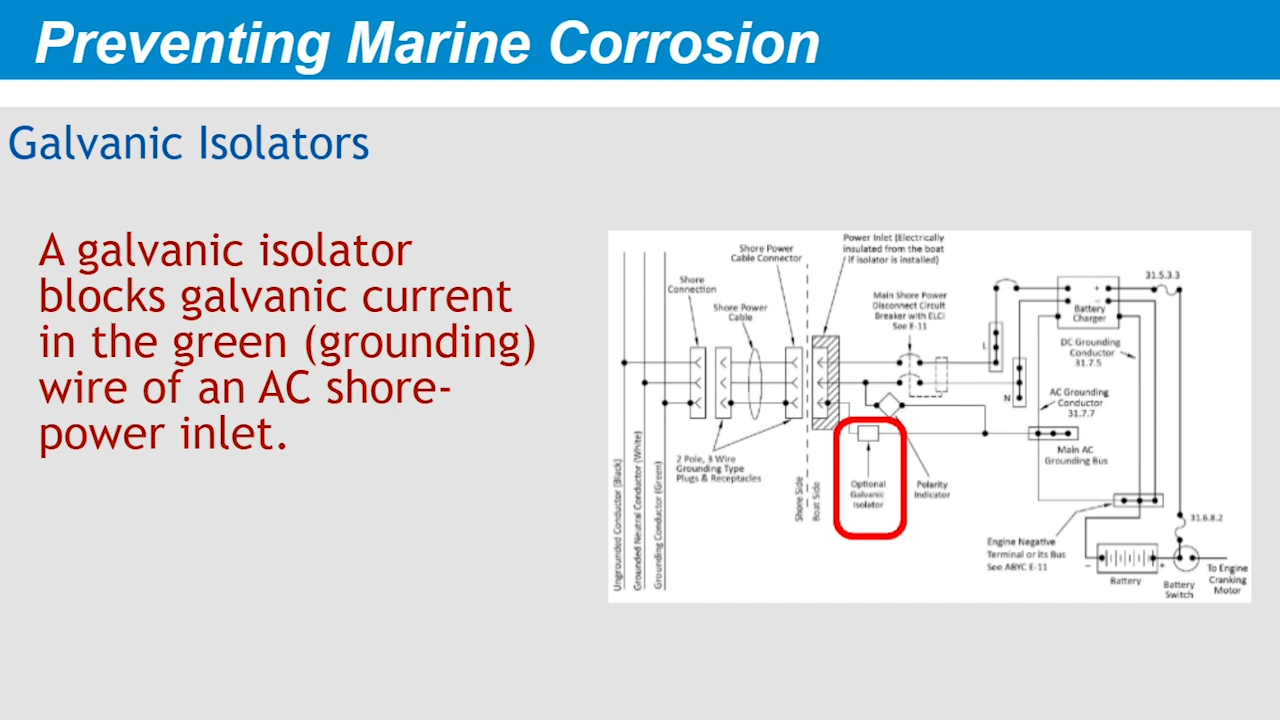 Preventing Marine Corrosion
Galvanic Isolators
A galvanic isolator
blocks galvanic current
in the green (grounding)
wire of an AC shore-
power inlet.
Power Inlet (Electrically
insulated from the boat
if isolator is installed)
Shore Power
Cable Connector
Shore
Connection
Shore Power
Cable
Main Shore Power
Disconnect Circuit
Breaker with ELCI
See E-11
31.5.3.3
+
−
Battery
Charger
L
N
DC Grounding
Conductor
31.7.5
AC Grounding
Conductor
31.7.7
Main AC
Grounding Bus
2 Pole, 3 Wire
Grounding Type
Plugs & Receptacles
Ungrounded Conductor (Black)
Grounded Neutral Conductor (White)
Grounding Conductor (Green)
Shore Side
Boat Side
Optional
Galvanic
Isolator
Polarity
Indicator
31.6.8.2
Engine Negative
Terminal or its Bus
See ABYC E-11
−
+
Battery
Battery
Switch
To Engine
Cranking
Motor